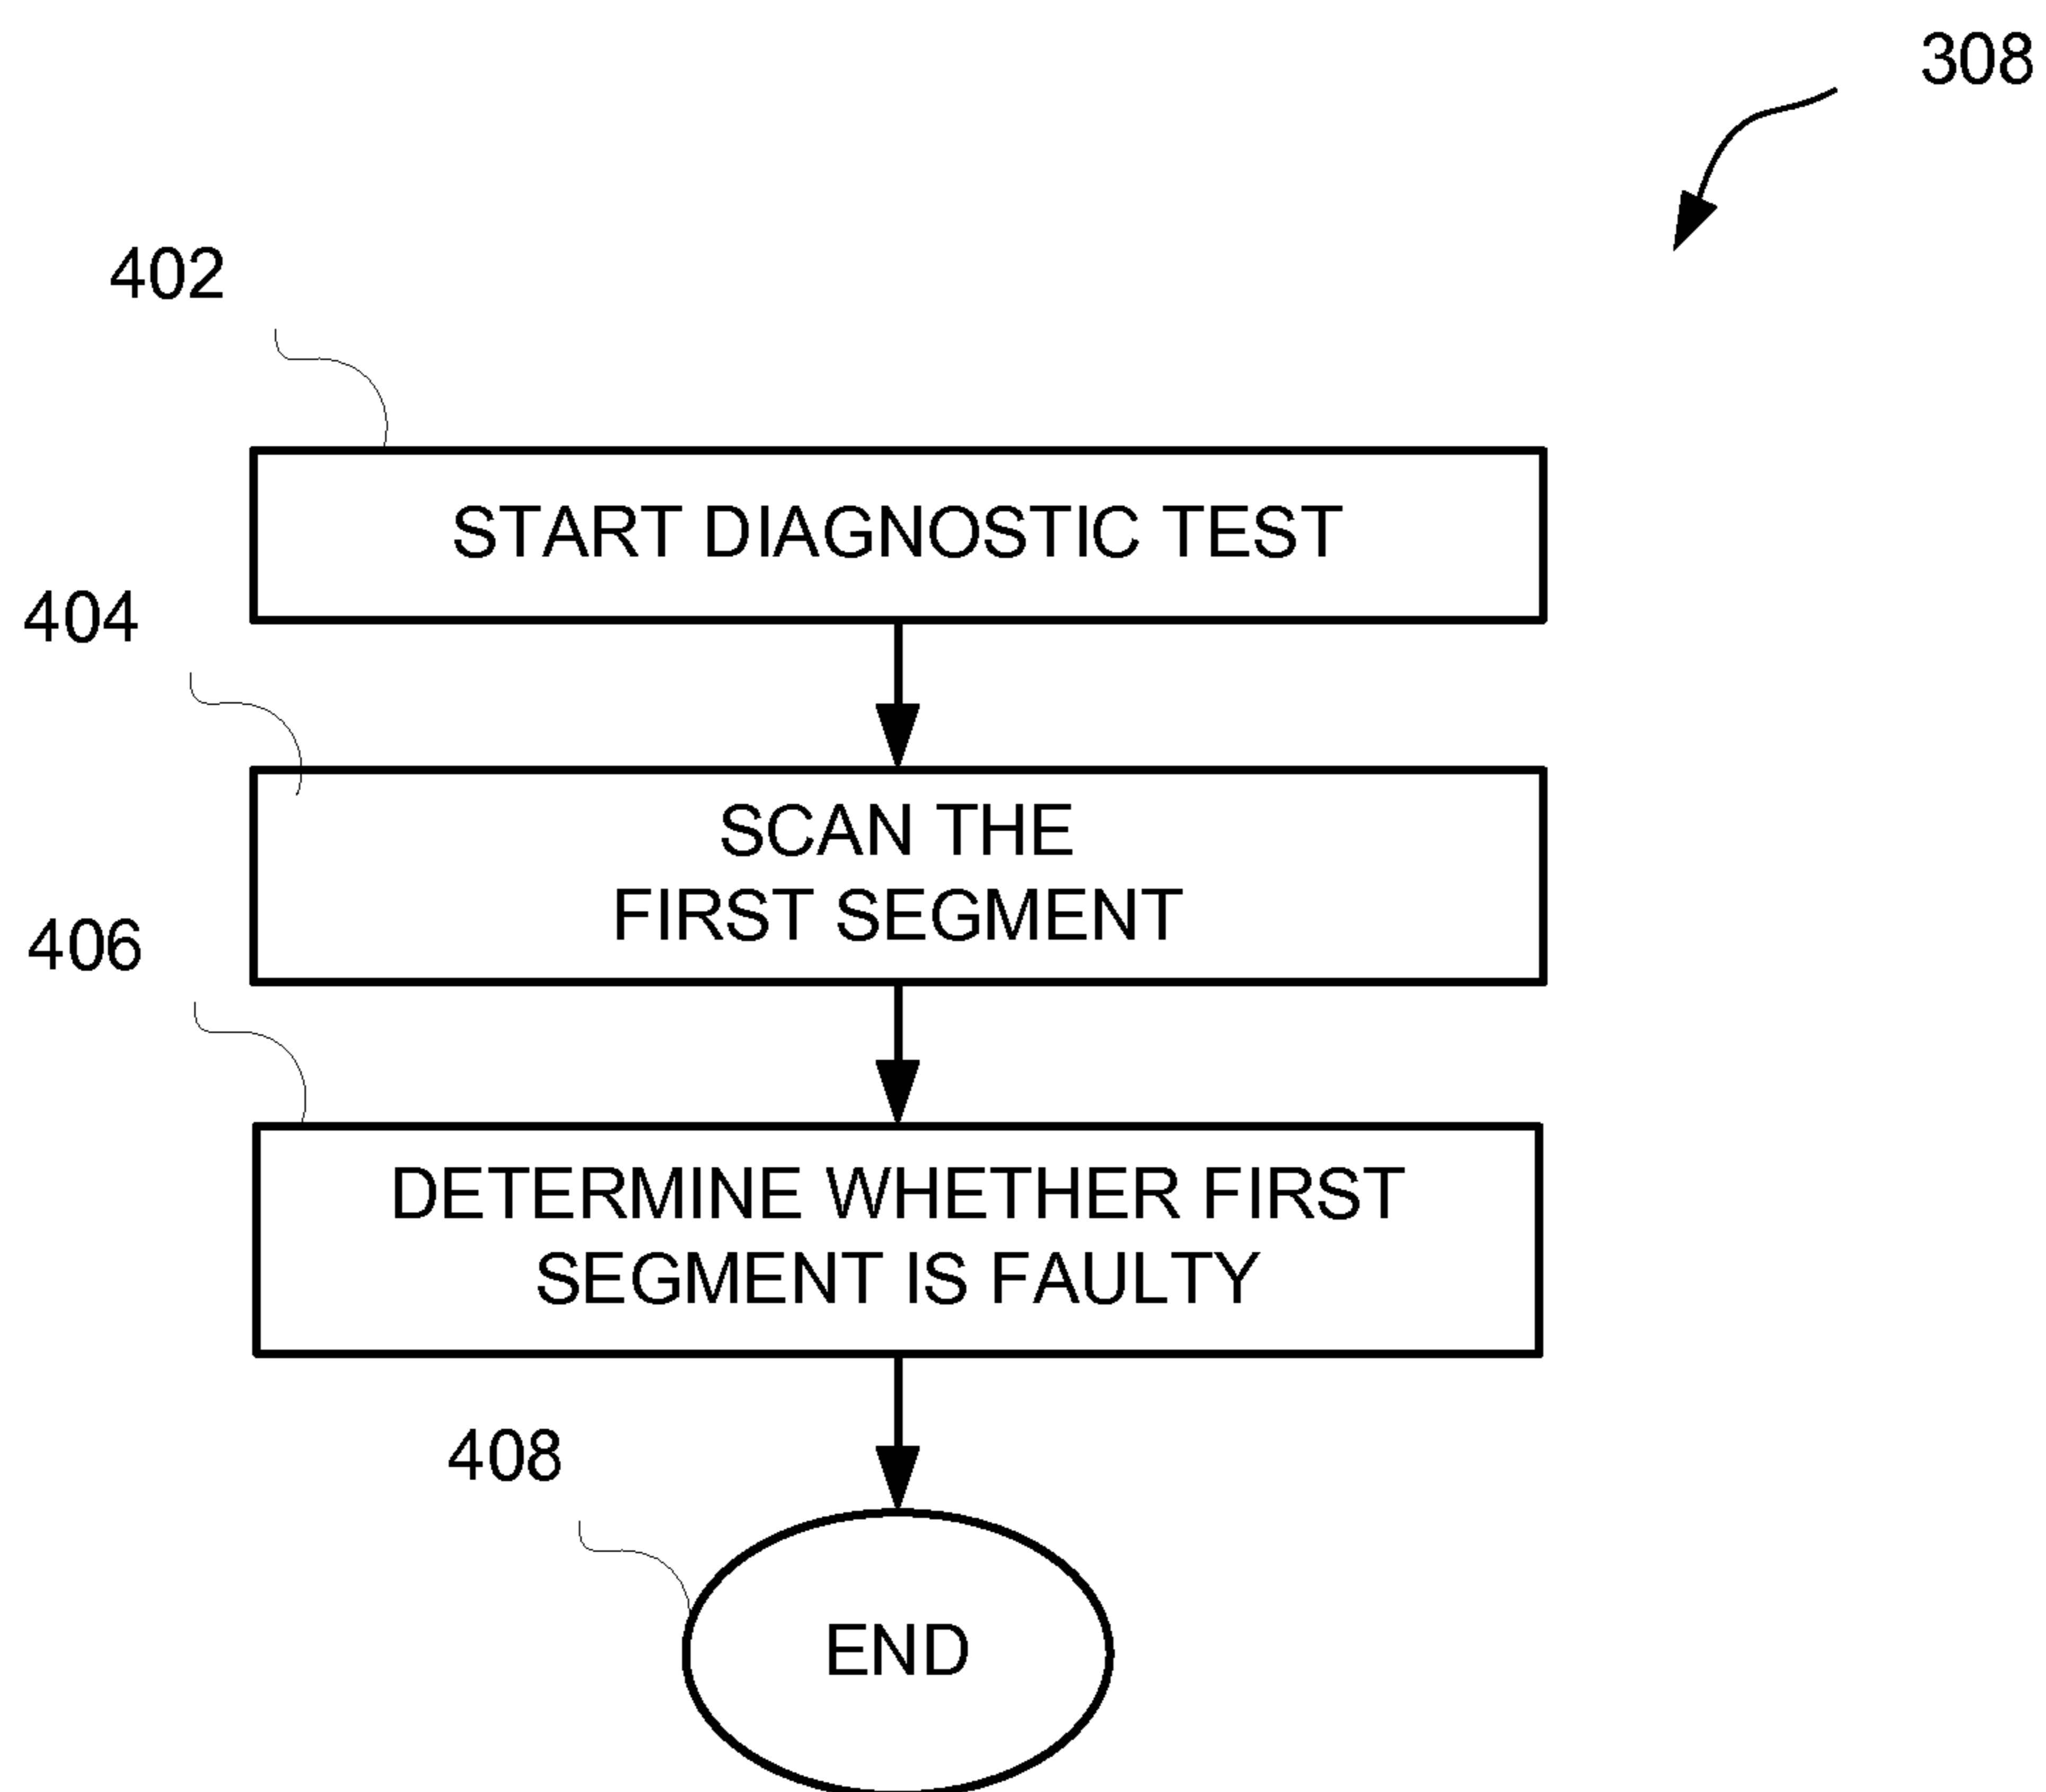 308
402
START DIAGNOSTIC TEST
404
SCAN THE
FIRST SEGMENT
406
DETERMINE WHETHER FIRST
SEGMENT IS FAULTY
408
END